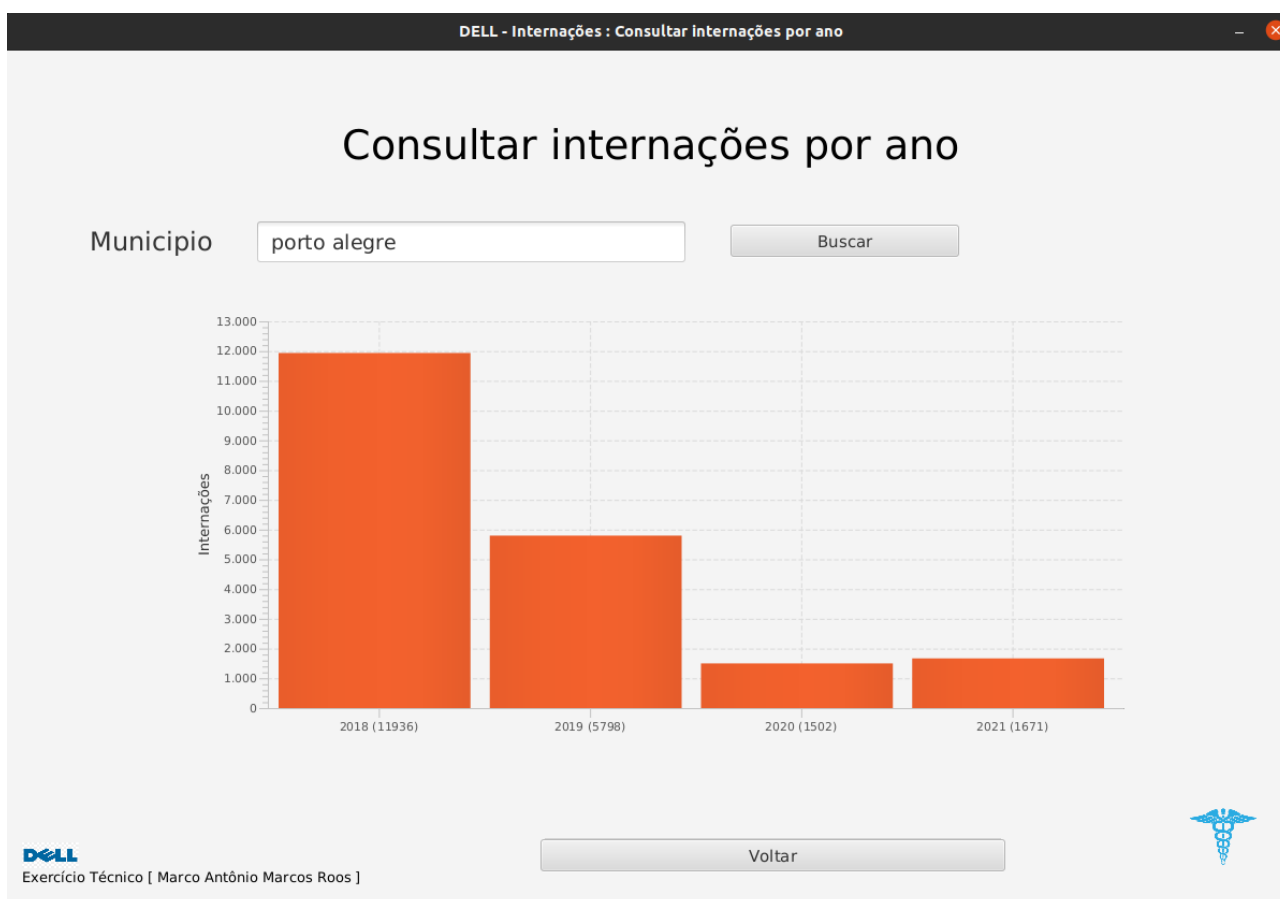 DELL - Internações : Consultar internações por ano
Consultar internações por ano
Municipio
porto alegre
Buscar
13.000
12.000
11.000
10.000
9.000
8.000
7.000
6.000
5.000
4.000
3.000
2.000
1.000
0
Internações
2018 (11936)
2019 (5798)
2020 (1502)
2021 (1671)
DELL
Exercício Técnico [ Marco Antônio Marcos Roos ]
Voltar